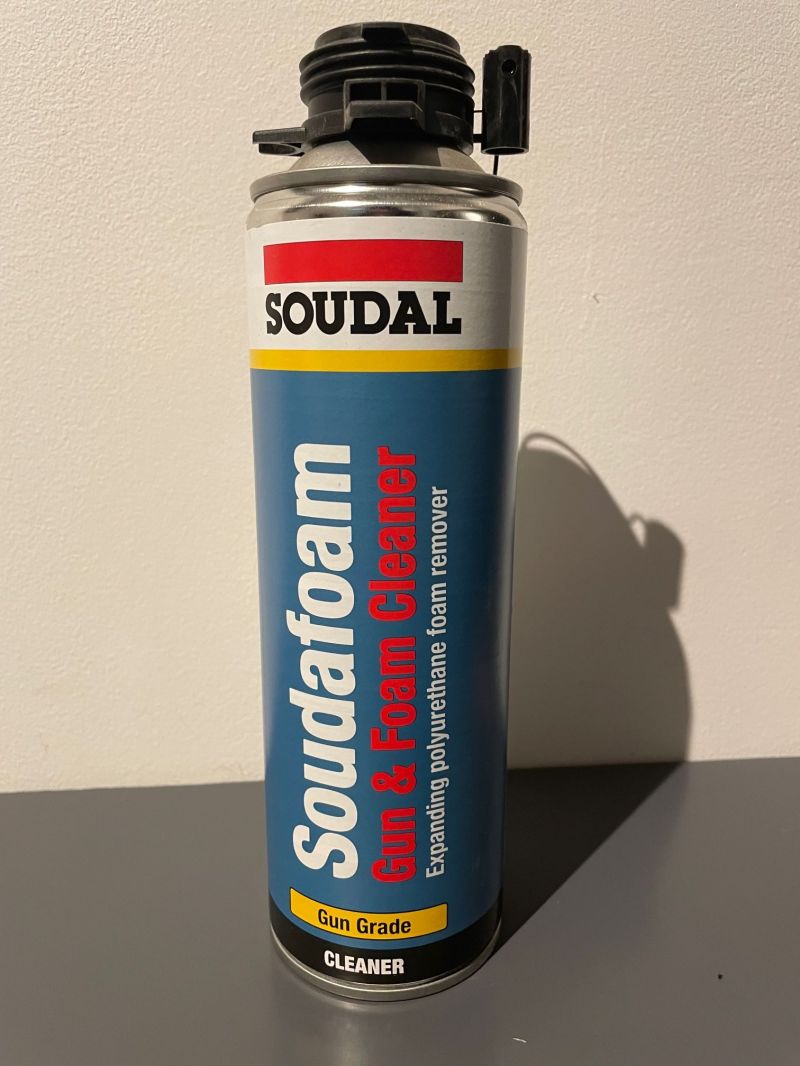 SOUDAL
Soudafoam
Gun & Foam Cleaner
Expanding polyurethane foam remover
Gun Grade
CLEANER